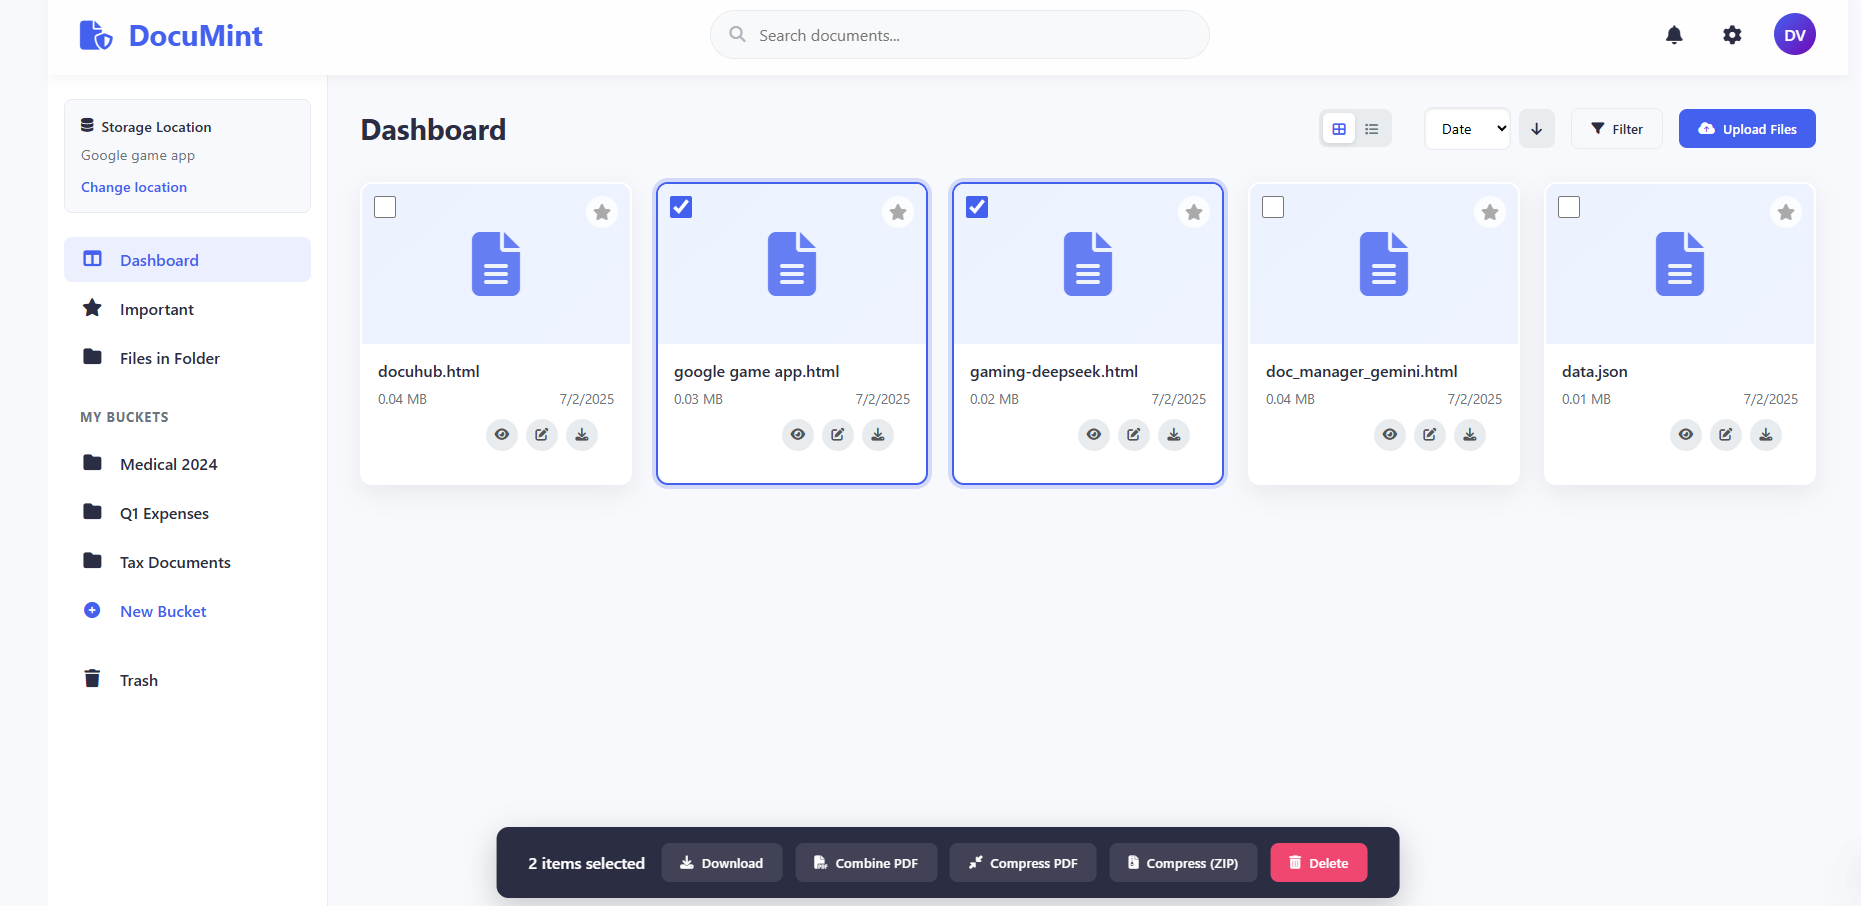 DocuMint
Search documents...
DV
Storage Location
Google game app
Change location
Dashboard
Important
Files in Folder
MY BUCKETS
Medical 2024
Q1 Expenses
Tax Documents
New Bucket
Trash
Dashboard
Date
Filter
Upload Files
docuhub.html
0.04 MB 7/2/2025
google game app.html
0.03 MB 7/2/2025
gaming-deepseek.html
0.02 MB 7/2/2025
doc_manager_gemini.html
0.04 MB 7/2/2025
data.json
0.01 MB 7/2/2025
2 items selected
Download
Combine PDF
Compress PDF
Compress (ZIP)
Delete